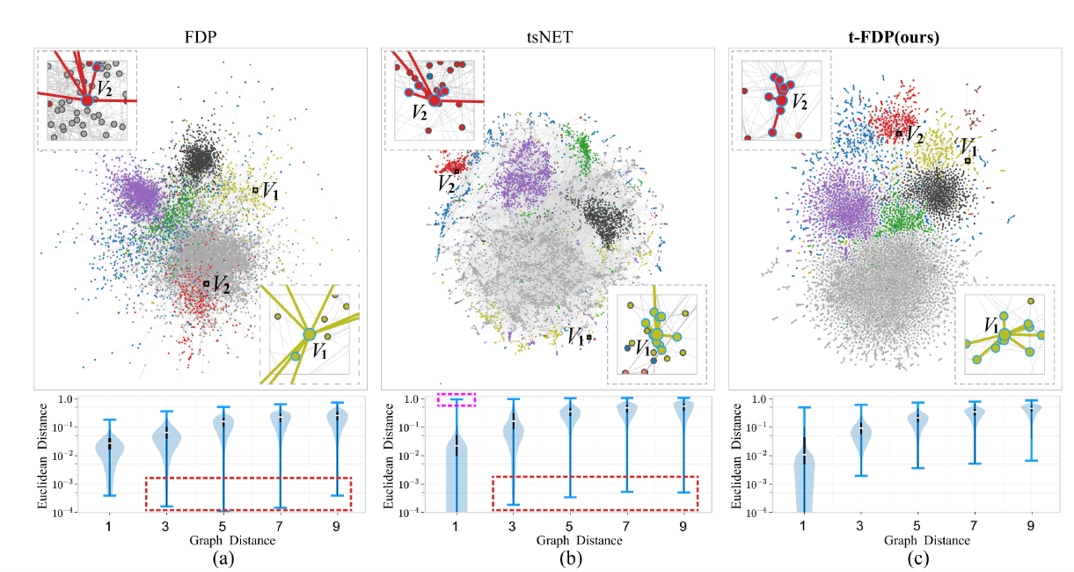 FDP
tsNET
t-FDP(ours)
V2
V1
V2
V1
V2
V2
V1
V1
V2
V2
V1
V1
Euclidean Distance
1.0
10⁻¹
10⁻²
10⁻³
10⁻⁴
1 3 5 7 9
Graph Distance
(a)
Euclidean Distance
1.0
10⁻¹
10⁻²
10⁻³
10⁻⁴
1 3 5 7 9
Graph Distance
(b)
Euclidean Distance
1.0
10⁻¹
10⁻²
10⁻³
10⁻⁴
1 3 5 7 9
Graph Distance
(c)